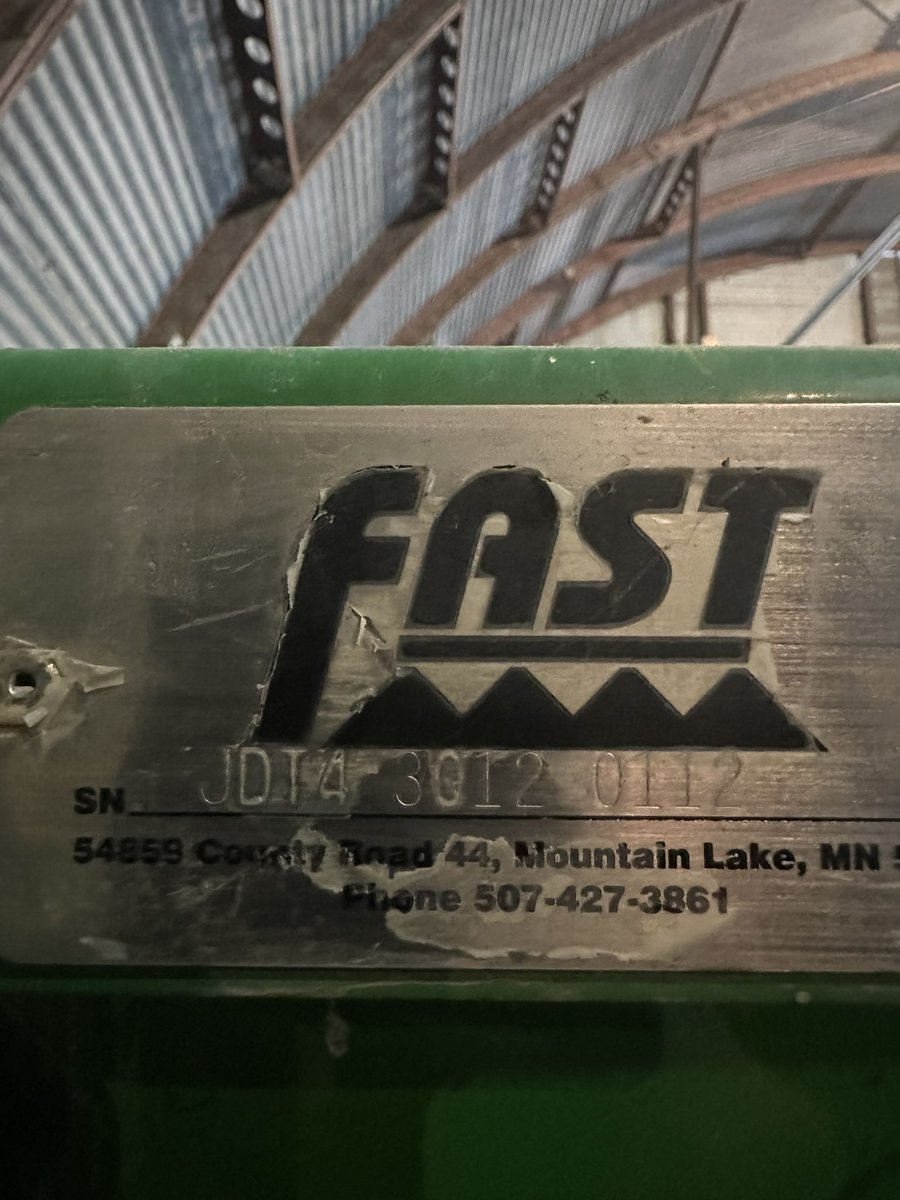 FAST
SN JDT4 3012 0112
54859 County Road 44, Mountain Lake, MN
Phone 507-427-3861